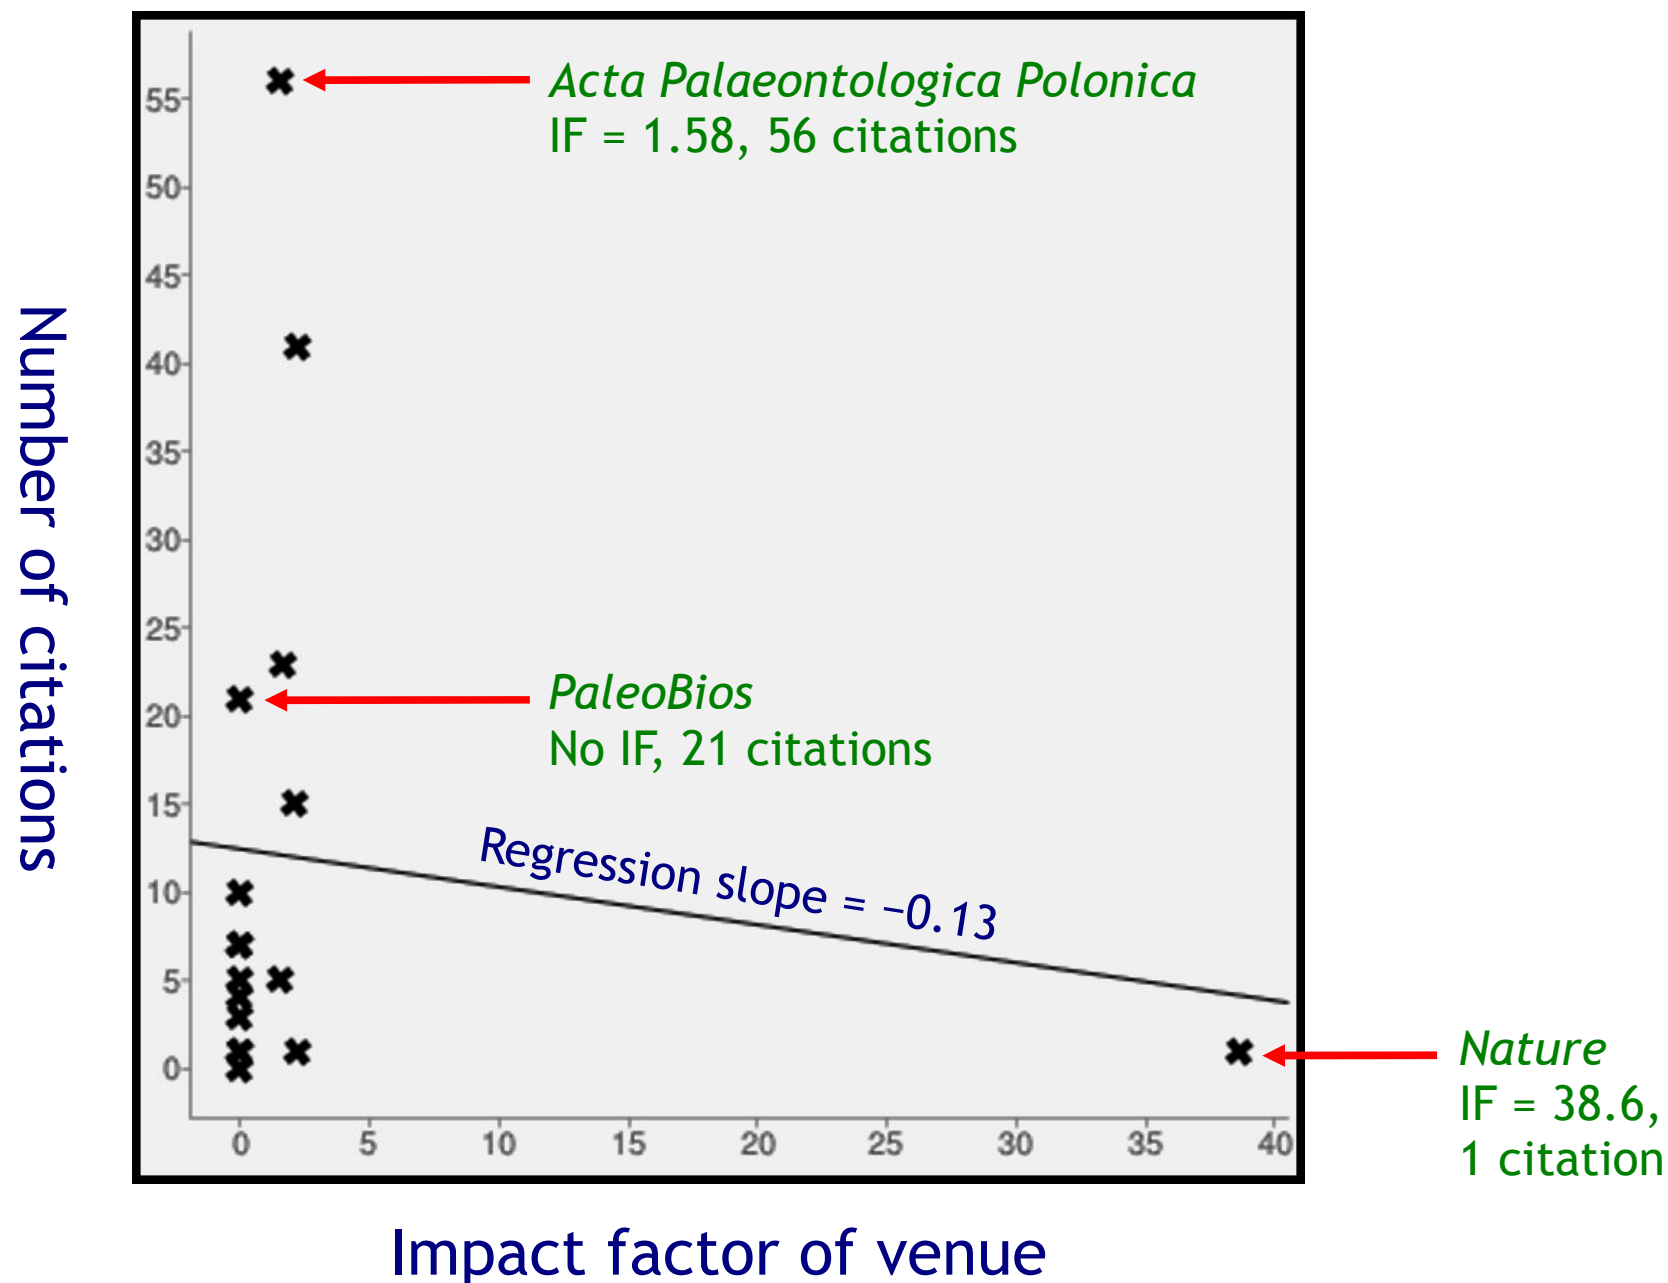 Acta Palaeontologica Polonica
IF = 1.58, 56 citations
55
50
45
40
35
30
25
20
15
10
5
0
Number of citations
PaleoBios
No IF, 21 citations
Regression slope = −0.13
Nature
IF = 38.6,
1 citation
0 5 10 15 20 25 30 35 40
Impact factor of venue